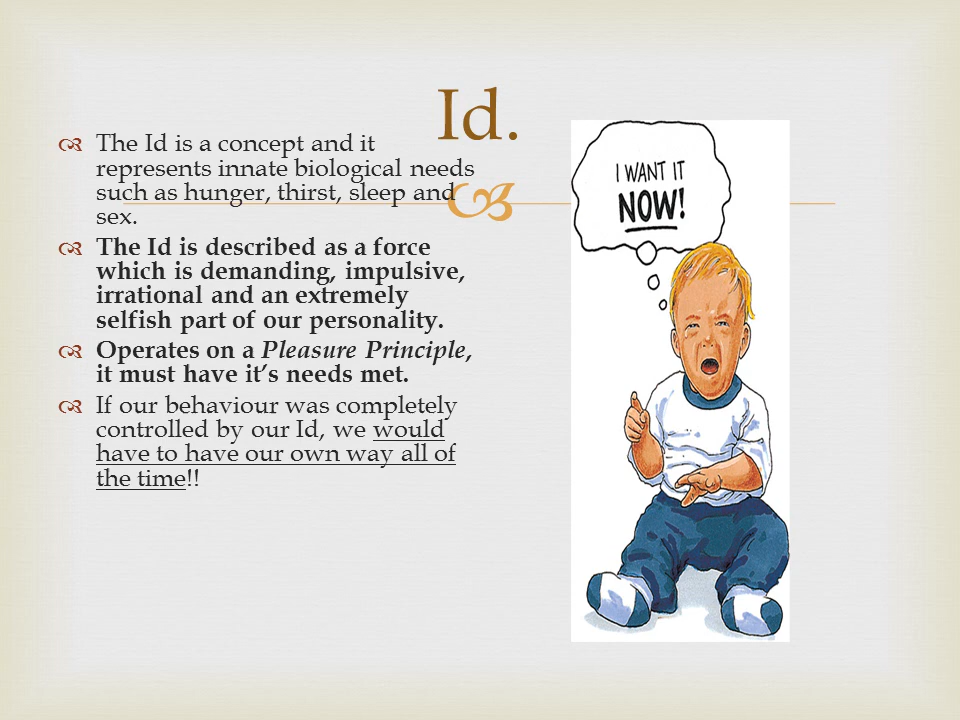 Id.
The Id is a concept and it
represents innate biological needs
such as hunger, thirst, sleep and
sex.
The Id is described as a force
which is demanding, impulsive,
irrational and an extremely
selfish part of our personality.
Operates on a Pleasure Principle,
it must have it’s needs met.
If our behaviour was completely
controlled by our Id, we would
have to have our own way all of
the time!!
I WANT IT
NOW!